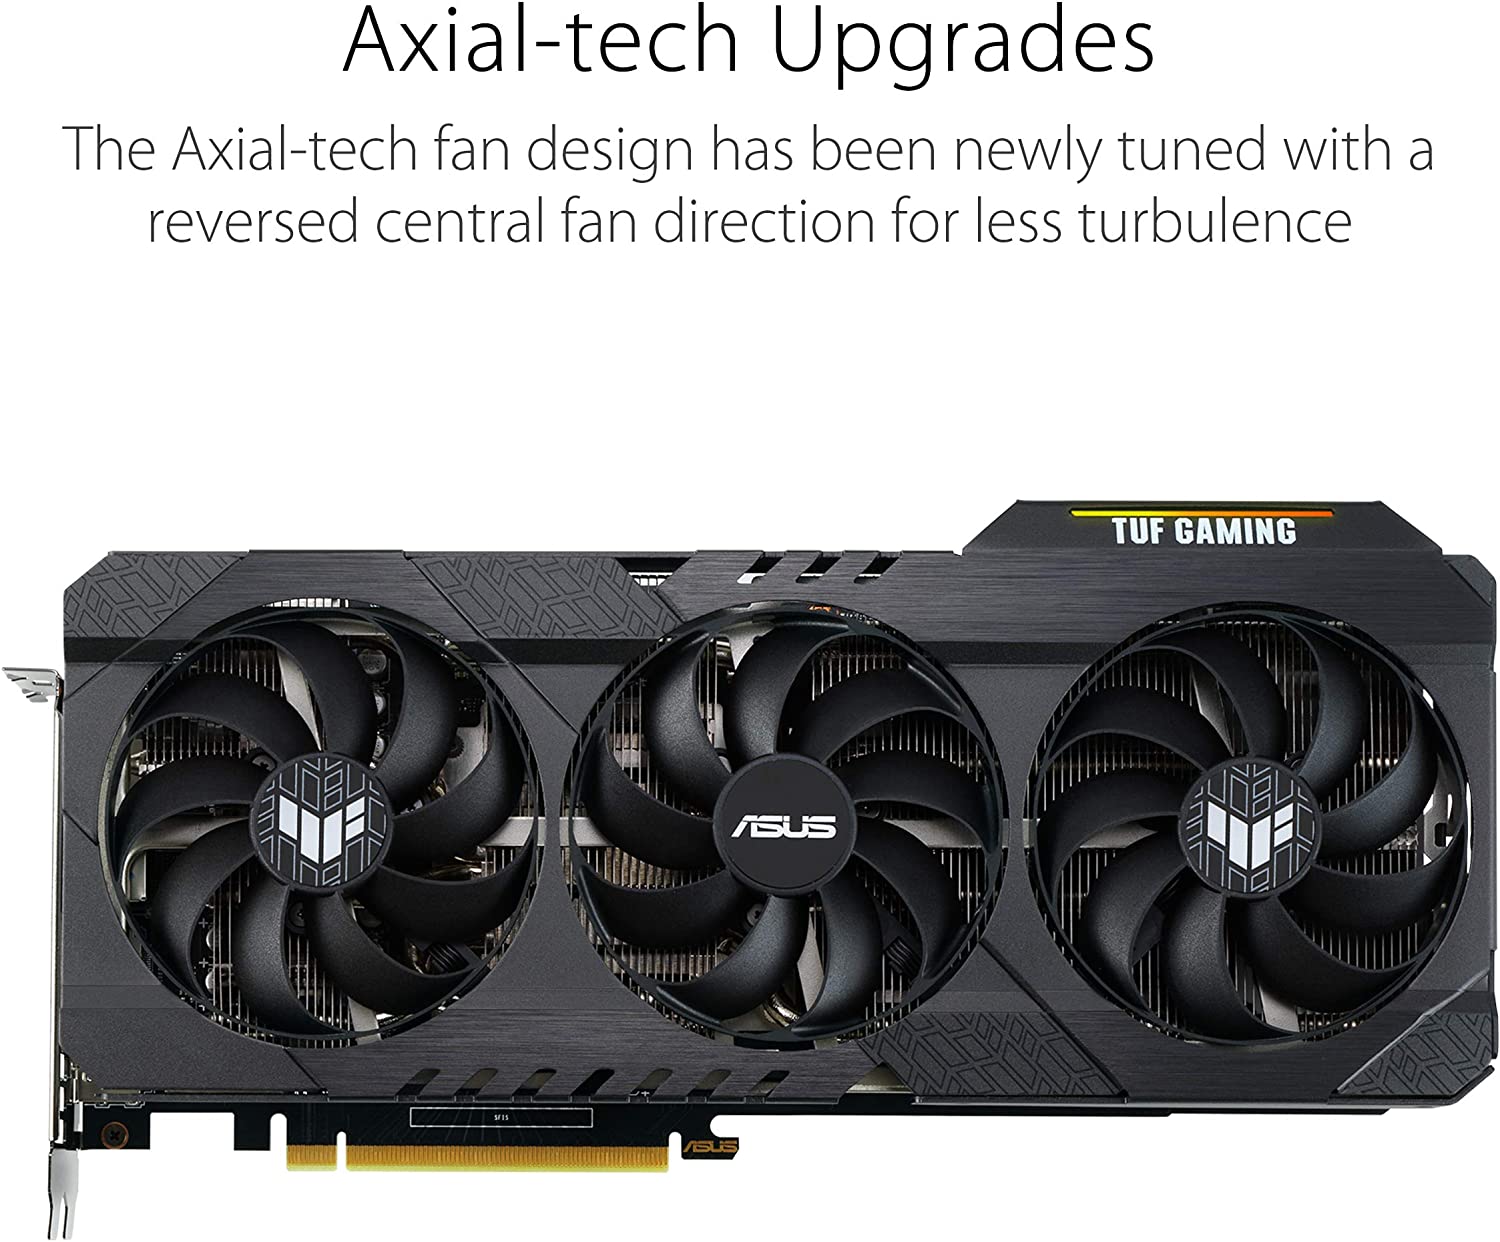 Axial-tech Upgrades
The Axial-tech fan design has been newly tuned with a
reversed central fan direction for less turbulence
TUF GAMING
ASUS
SFIS
ASUS